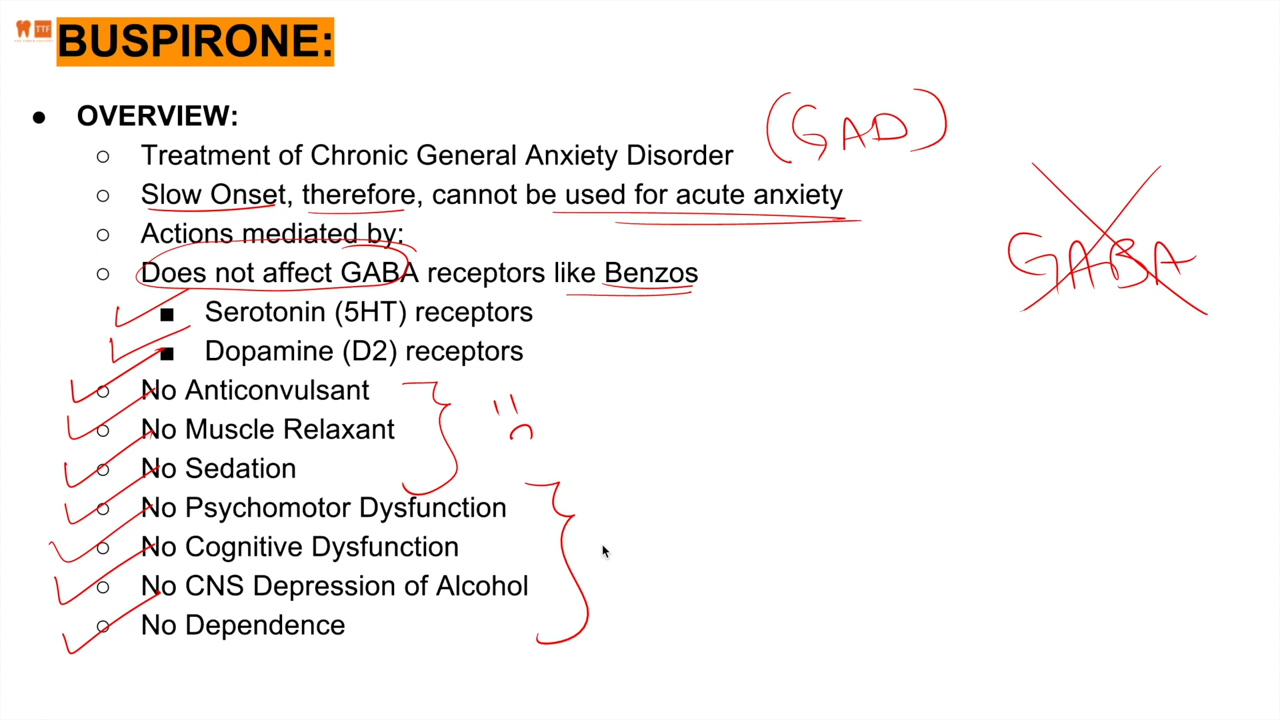 TTF
BUSPIRONE:
● OVERVIEW:
○ Treatment of Chronic General Anxiety Disorder (GAD)
○ Slow Onset, therefore, cannot be used for acute anxiety
○ Actions mediated by:
○ Does not affect GABA receptors like Benzos
GABA
■ Serotonin (5HT) receptors
■ Dopamine (D2) receptors
○ No Anticonvulsant
○ No Muscle Relaxant
○ No Sedation
○ No Psychomotor Dysfunction
○ No Cognitive Dysfunction
○ No CNS Depression of Alcohol
○ No Dependence